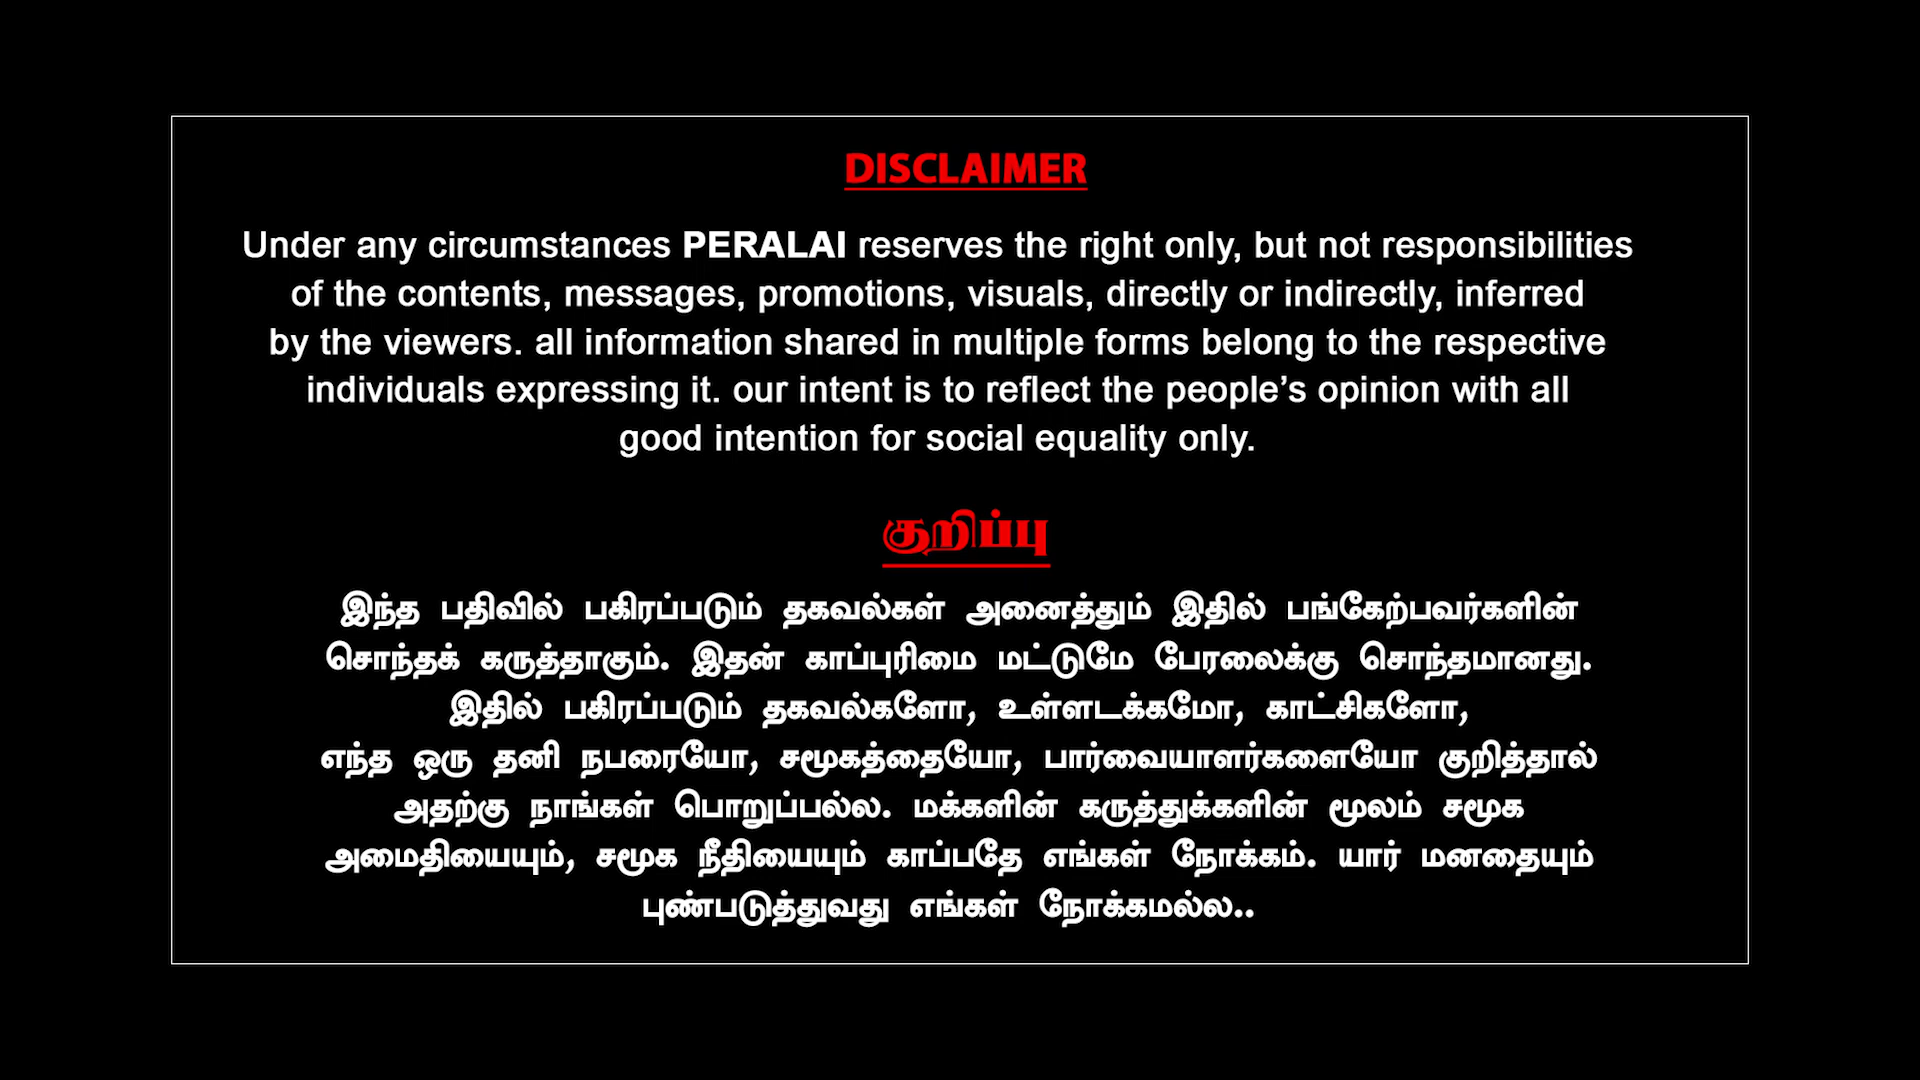 DISCLAIMER
Under any circumstances PERALAI reserves the right only, but not responsibilities
of the contents, messages, promotions, visuals, directly or indirectly, inferred
by the viewers. all information shared in multiple forms belong to the respective
individuals expressing it. our intent is to reflect the people’s opinion with all
good intention for social equality only.
குறிப்பு
இந்த பதிவில் பகிரப்படும் தகவல்கள் அனைத்தும் இதில் பங்கேற்பவர்களின்
சொந்தக் கருத்தாகும். இதன் காப்புரிமை மட்டுமே பேரலைக்கு சொந்தமானது.
இதில் பகிரப்படும் தகவல்களோ, உள்ளடக்கமோ, காட்சிகளோ,
எந்த ஒரு தனி நபரையோ, சமூகத்தையோ, பார்வையாளர்களையோ குறித்தால்
அதற்கு நாங்கள் பொறுப்பல்ல. மக்களின் கருத்துக்களின் மூலம் சமூக
அமைதியையும், சமூக நீதியையும் காப்பதே எங்கள் நோக்கம். யார் மனதையும்
புண்படுத்துவது எங்கள் நோக்கமல்ல..